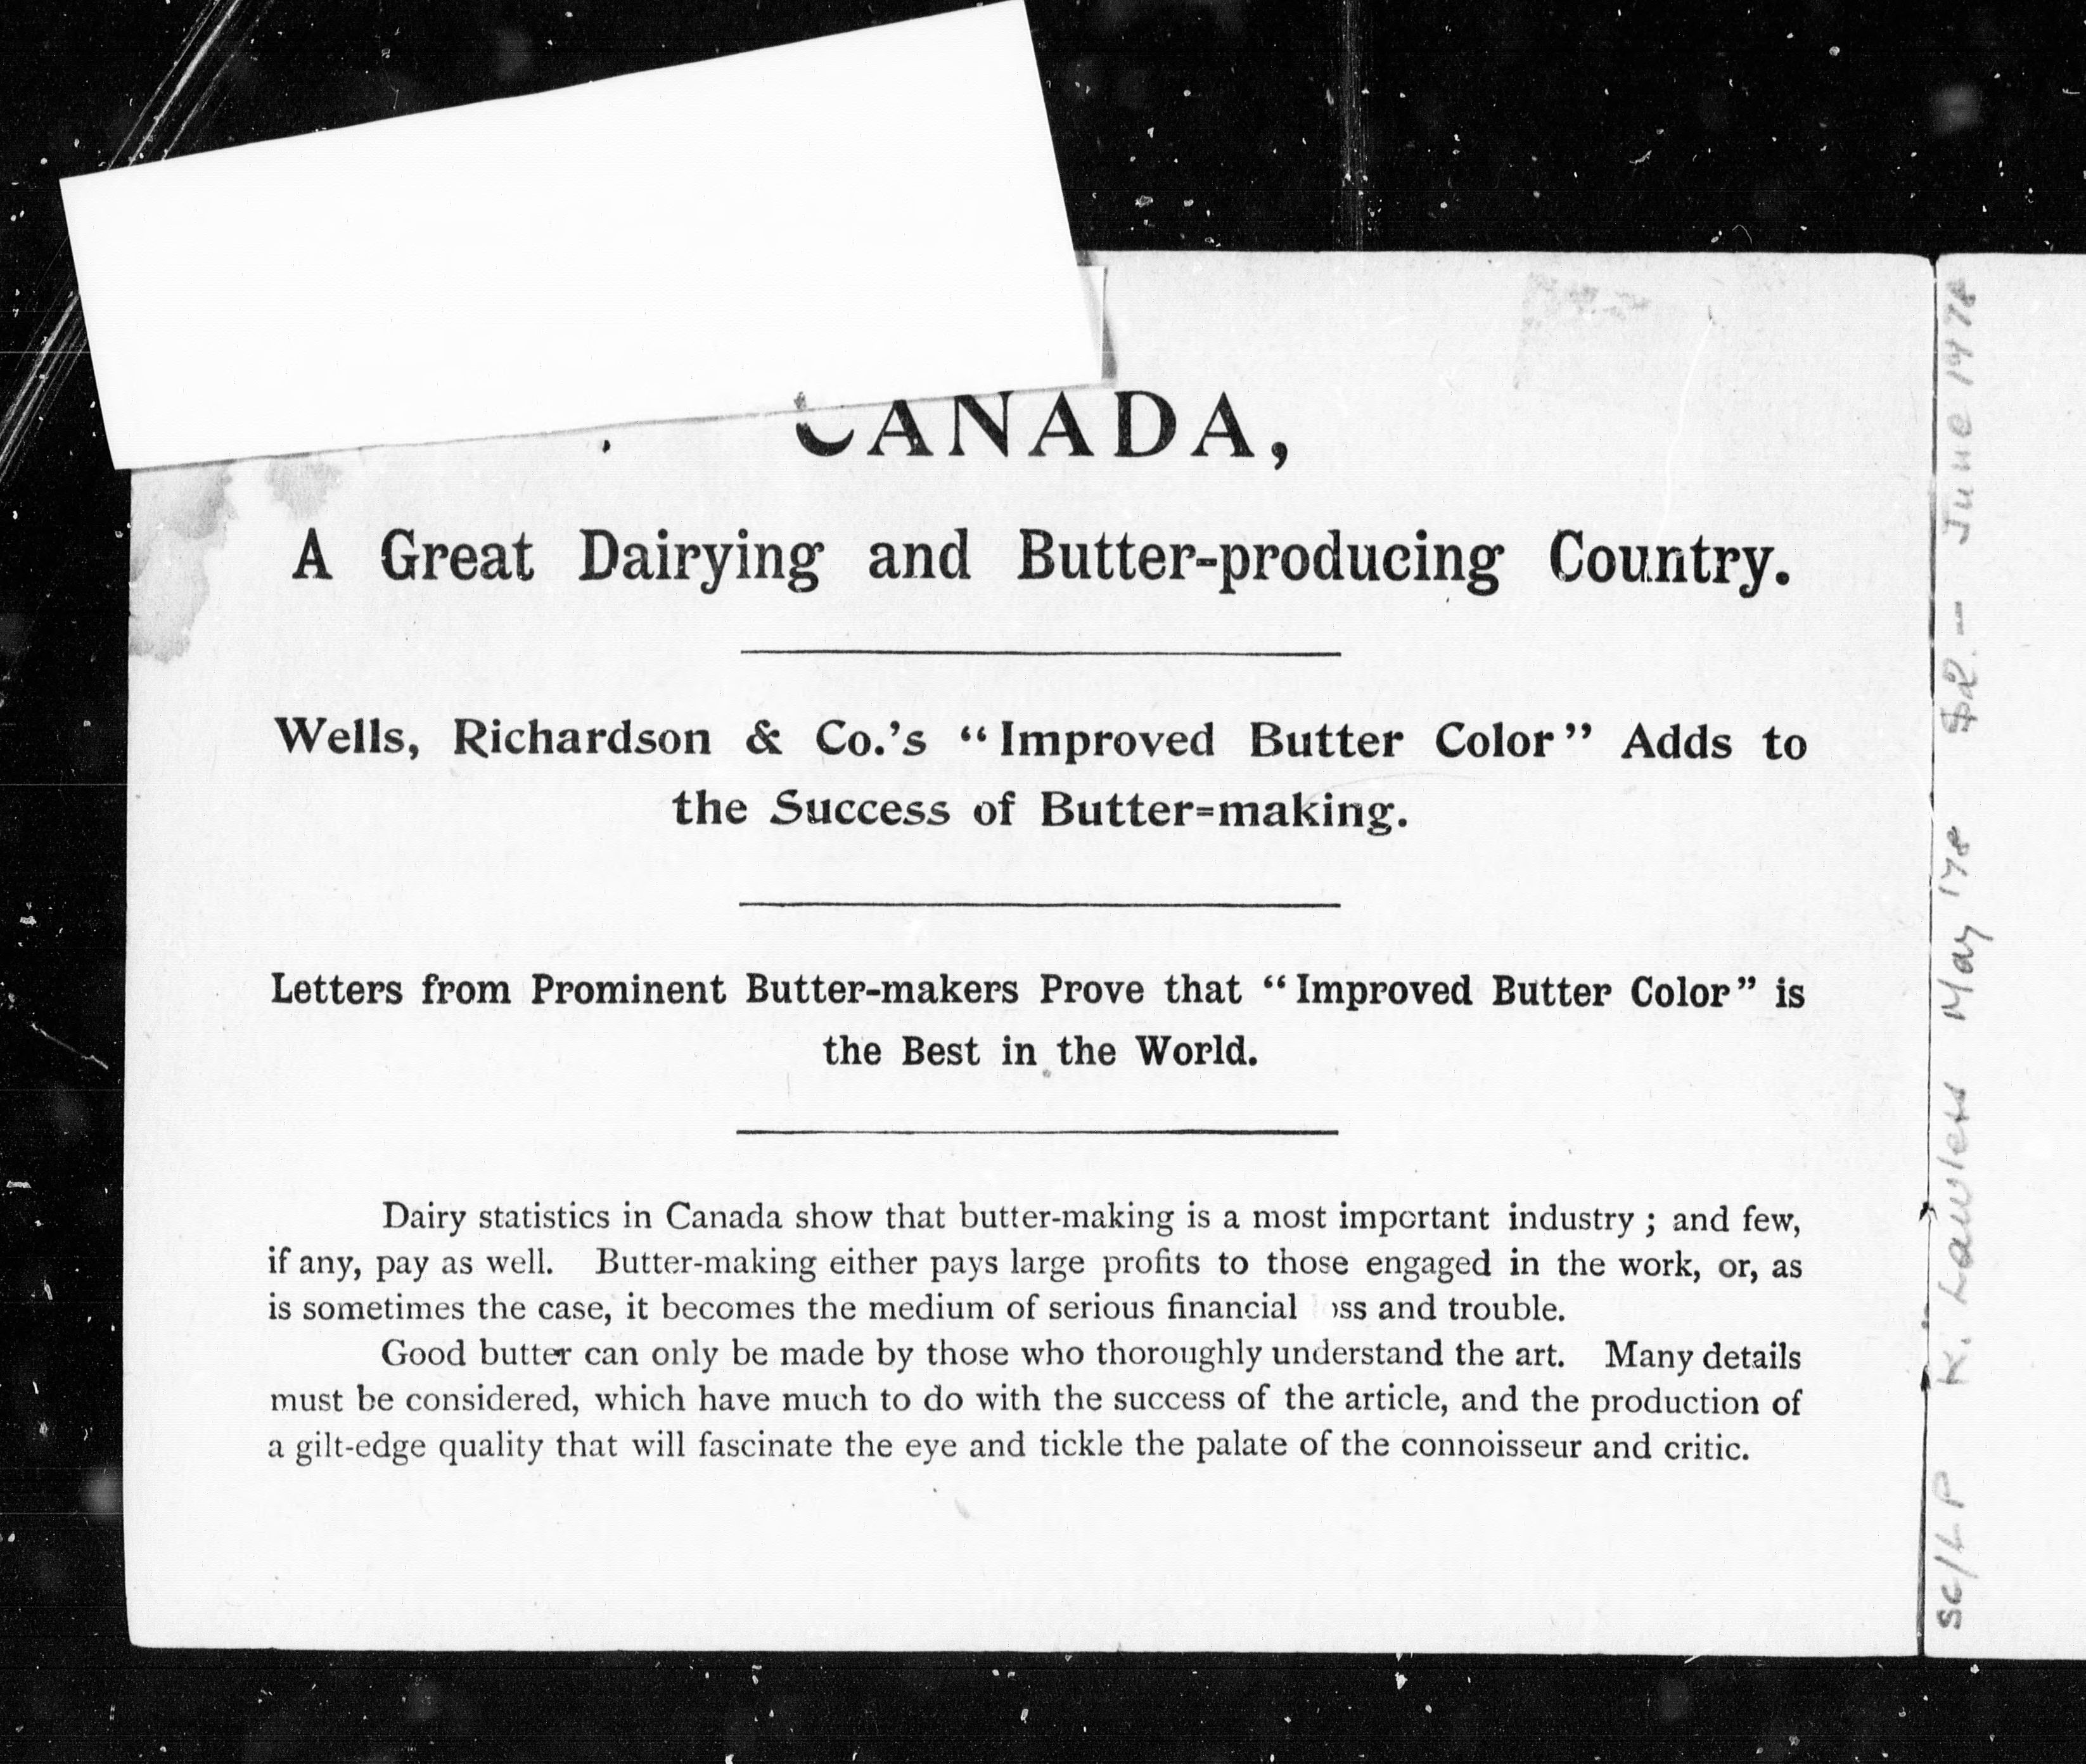 CANADA,
A Great Dairying and Butter-producing Country.
Wells, Richardson & Co.'s “Improved Butter Color” Adds to
the Success of Butter=making.
Letters from Prominent Butter-makers Prove that “Improved Butter Color” is
the Best in the World.
Dairy statistics in Canada show that butter-making is a most important industry ; and few,
if any, pay as well. Butter-making either pays large profits to those engaged in the work, or, as
is sometimes the case, it becomes the medium of serious financial oss and trouble.
Good butter can only be made by those who thoroughly understand the art. Many details
must be considered, which have much to do with the success of the article, and the production of
a gilt-edge quality that will fascinate the eye and tickle the palate of the connoisseur and critic.
K. May '78 $2.— June 1978